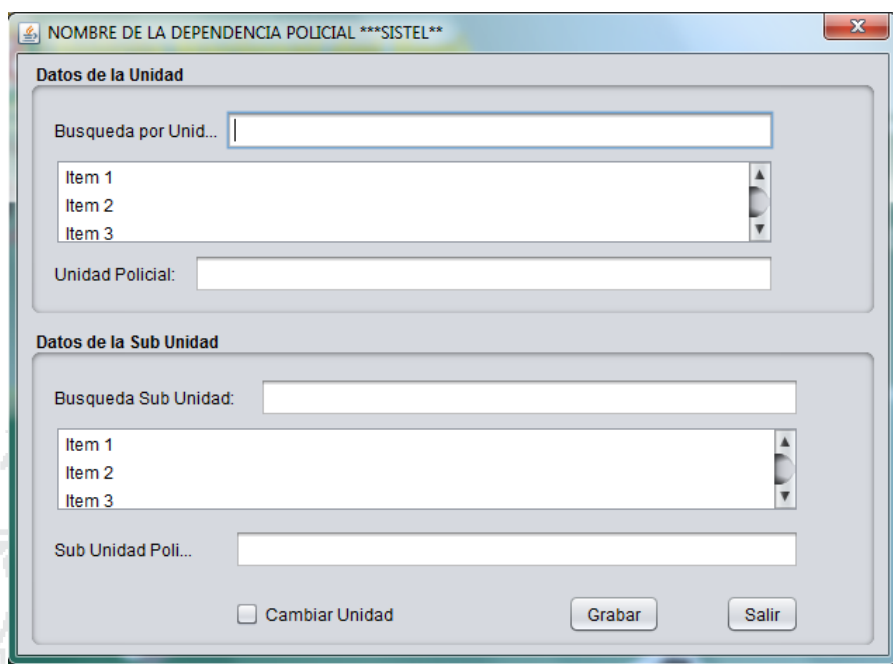 NOMBRE DE LA DEPENDENCIA POLICIAL ***SISTEL**
Datos de la Unidad
Busqueda por Unid...
Item 1
Item 2
Item 3
Unidad Policial:
Datos de la Sub Unidad
Busqueda Sub Unidad:
Item 1
Item 2
Item 3
Sub Unidad Poli...
Cambiar Unidad Grabar Salir